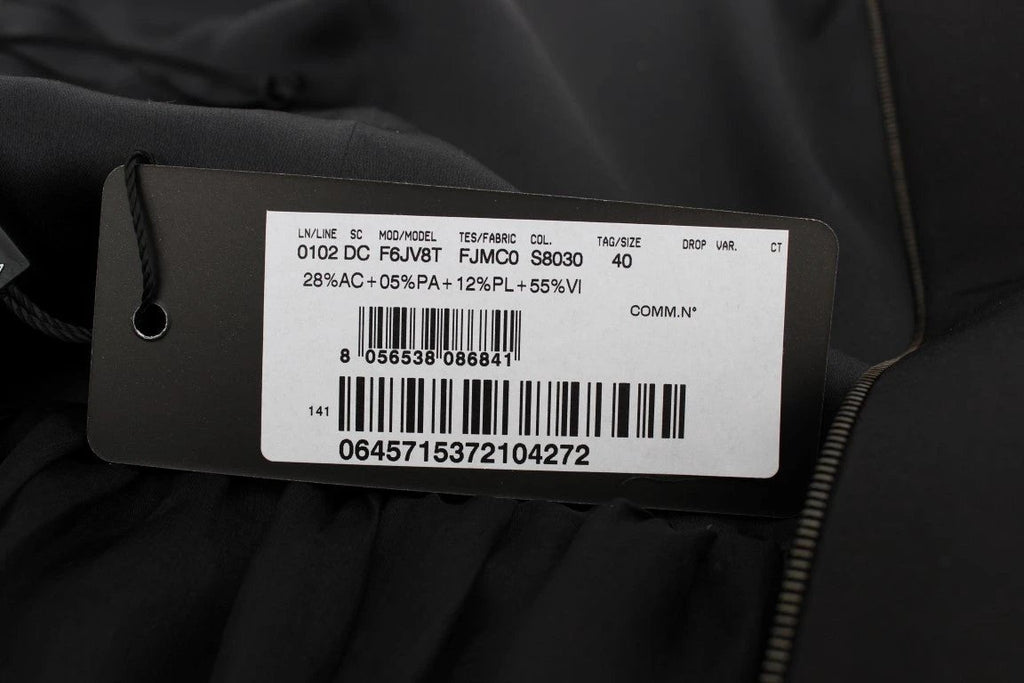 LN/LINE SC MOD/MODEL TES/FABRIC COL. TAG/SIZE DROP VAR. CT
0102 DC F6JV8T FJMC0 S8030 40
28%AC+05%PA+12%PL+55%VI
COMM.N°
8 056538 086841
141
0645715372104272